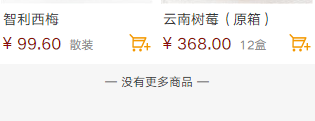 智利西梅
¥ 99.60 散装
云南树莓（原箱）
¥ 368.00 12盒
— 没有更多商品 —